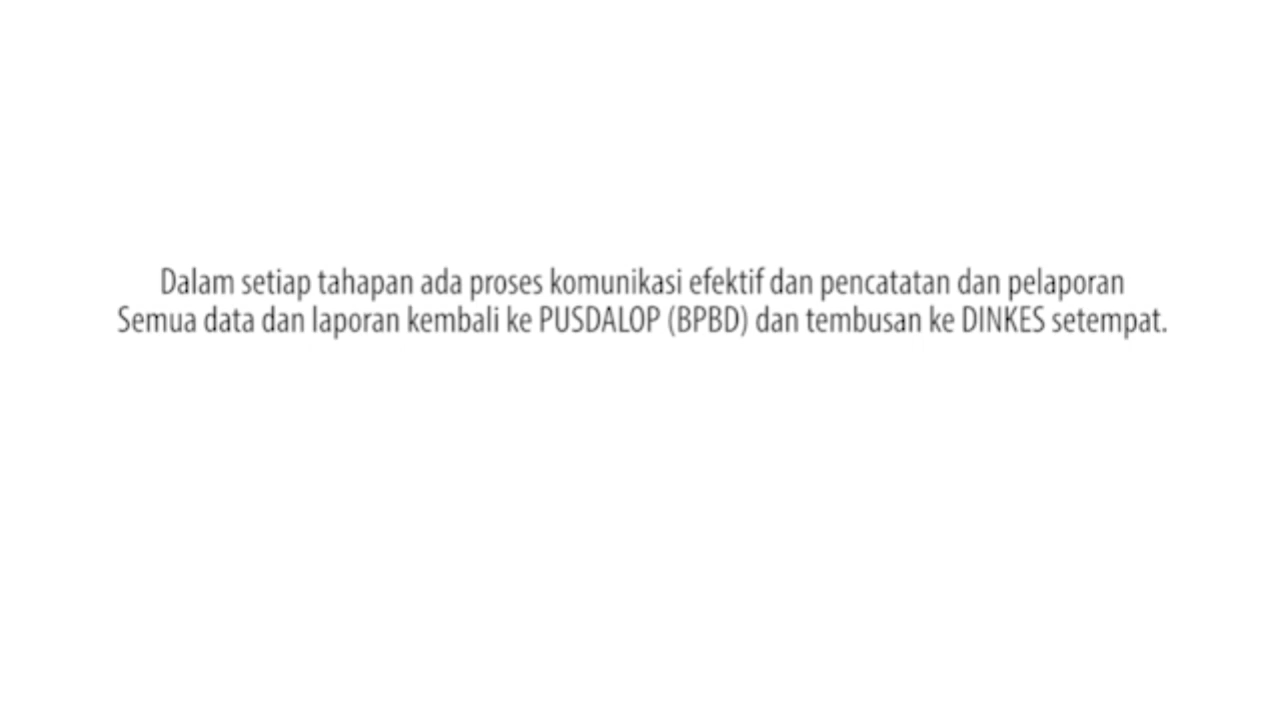 Dalam setiap tahapan ada proses komunikasi efektif dan pencatatan dan pelaporan
Semua data dan laporan kembali ke PUSDALOP (BPBD) dan tembusan ke DINKES setempat.